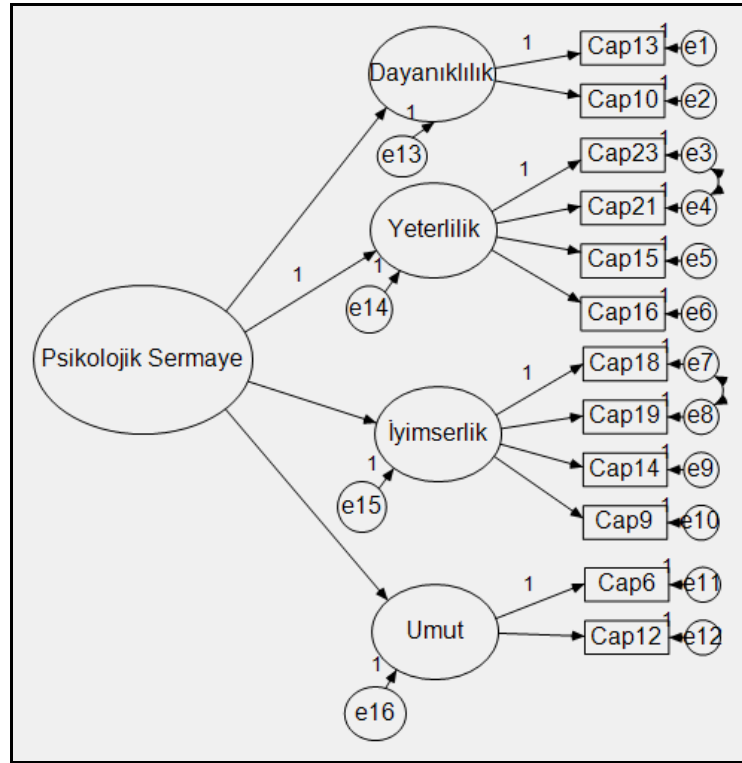 1
1
Cap13
e1
Dayanıklılık
1
Cap10
e2
1
e13
1
1
Cap23
e3
1
Cap21
e4
Yeterlilik
1
Cap15
e5
1
1
e14
1
Cap16
e6
Psikolojik Sermaye
1
1
Cap18
e7
1
Cap19
e8
İyimserlik
1
Cap14
e9
1
e15
1
Cap9
e10
1
1
Cap6
e11
Umut
1
Cap12
e12
1
e16